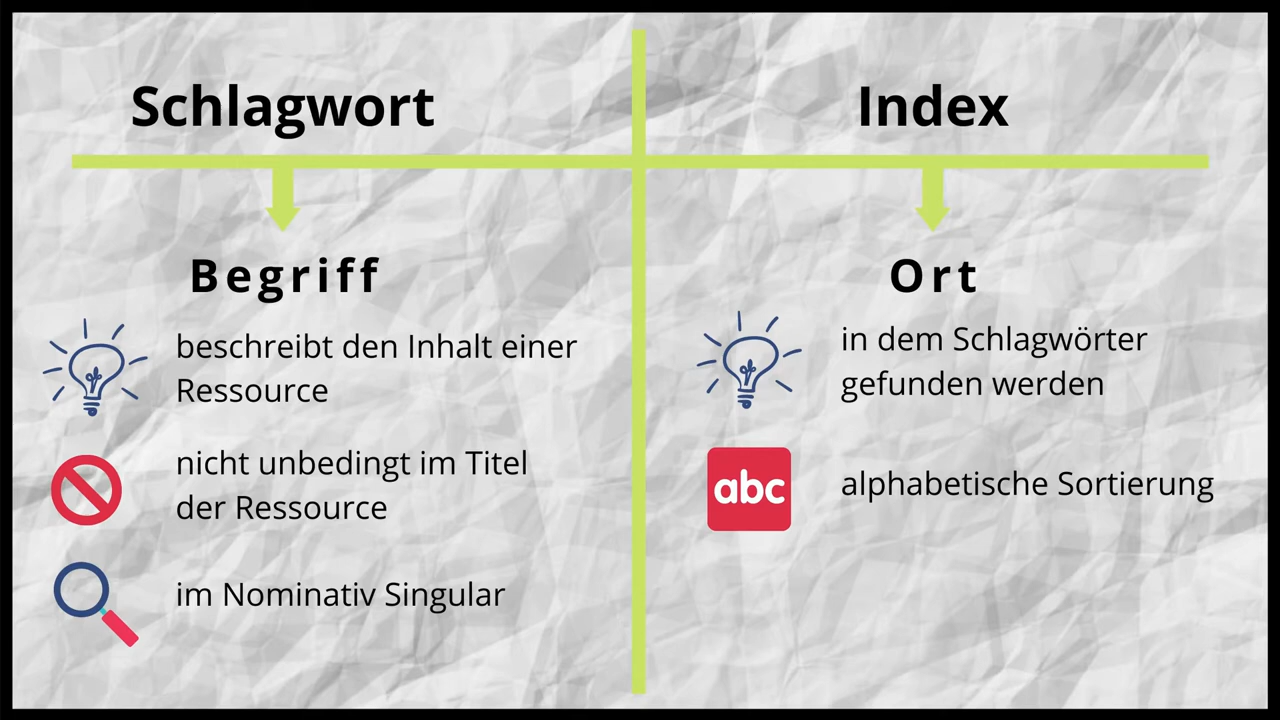 Schlagwort
Begriff
beschreibt den Inhalt einer
Ressource
nicht unbedingt im Titel
der Ressource
im Nominativ Singular
Index
Ort
in dem Schlagwörter
gefunden werden
abc
alphabetische Sortierung